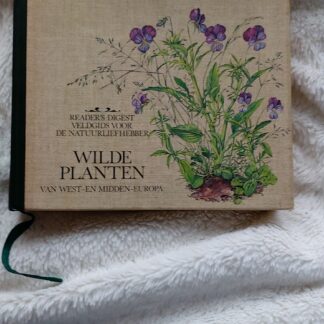 READER'S DIGEST
VELDGIDS VOOR
DE NATUURLIEFHEBBER
WILDE
PLANTEN
VAN WEST-EN MIDDEN-EUROPA